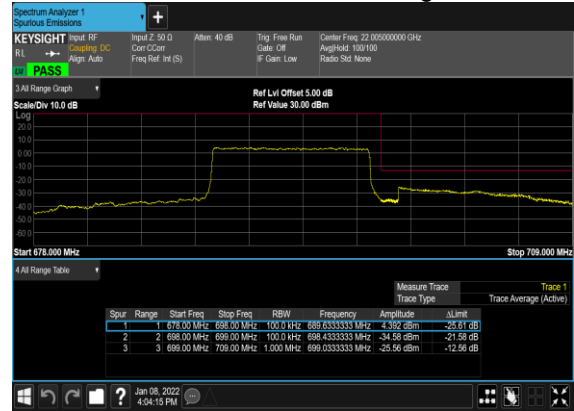 Spectrum Analyzer 1
Spurious Emissions
+
KEYSIGHT Input: RF Input Z: 50 Ω Atten: 40 dB Trig: Free Run Center Freq: 22.005000000 GHz
RL Coupling: DC Corr CCorr Gate: Off Avg|Hold: 100/100
Align: Auto Freq Ref: Int (S) IF Gain: Low Radio Std: None
PASS
3 All Range Graph
Ref Lvl Offset 5.00 dB
Scale/Div 10.0 dB Ref Value 30.00 dBm
Log
20.0
10.0
0.00
-10.0
-20.0
-30.0
-40.0
-50.0
-60.0
Start 678.000 MHz Stop 709.000 MHz
4 All Range Table
Measure Trace Trace 1
Trace Type Trace Average (Active)
Spur Range Start Freq Stop Freq RBW Frequency Amplitude ΔLimit
1 1 678.00 MHz 698.00 MHz 100.0 kHz 689.6333333 MHz 4.392 dBm -25.61 dB
2 2 698.00 MHz 699.00 MHz 100.0 kHz 698.4333333 MHz -34.58 dBm -21.58 dB
3 3 699.00 MHz 709.00 MHz 1.000 MHz 699.0333333 MHz -25.56 dBm -12.56 dB
? Jan 08, 2022
4:04:15 PM